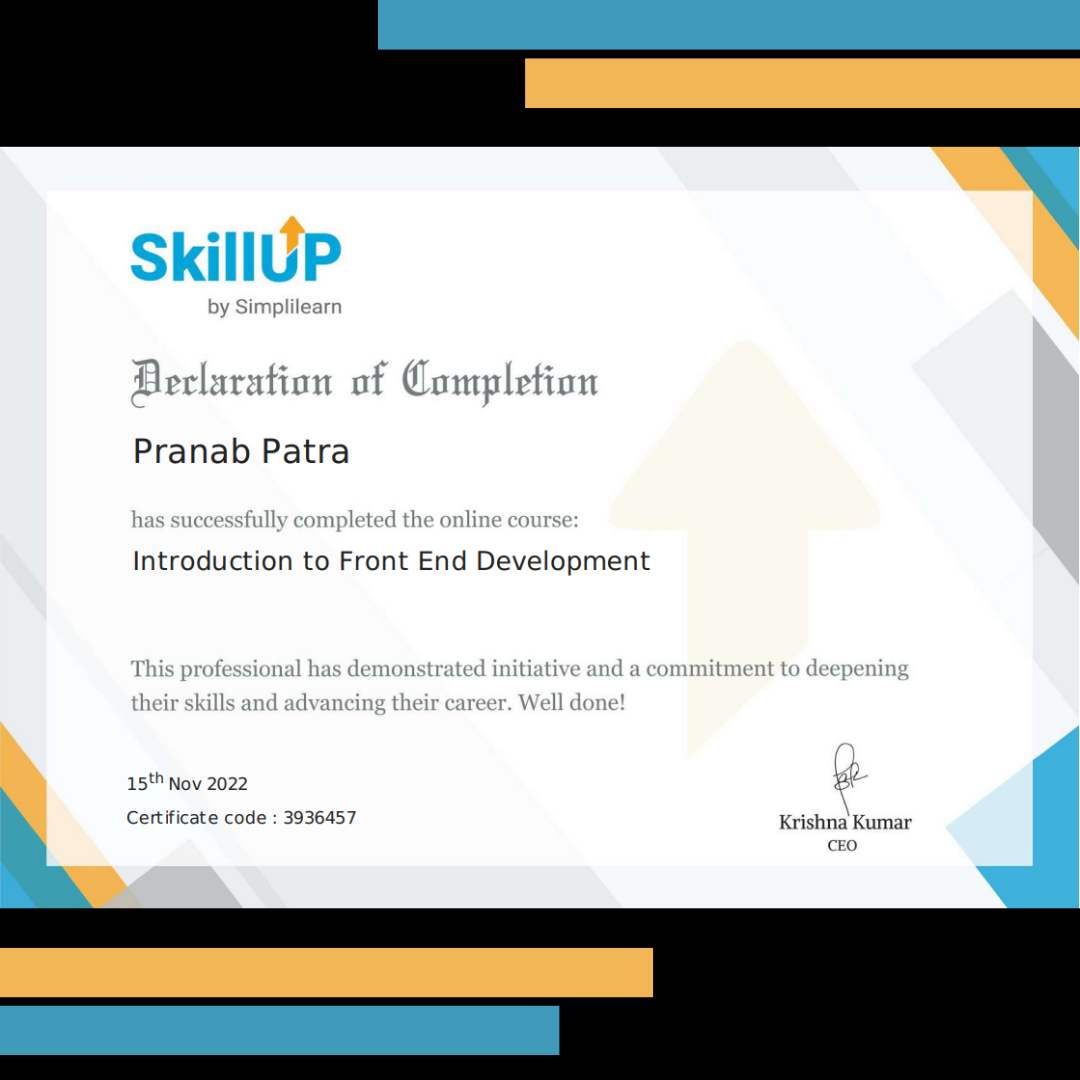 SkillUP
by Simplilearn
Declaration of Completion
Pranab Patra
has successfully completed the online course:
Introduction to Front End Development
This professional has demonstrated initiative and a commitment to deepening
their skills and advancing their career. Well done!
15th Nov 2022
Certificate code : 3936457
Krishna Kumar
CEO